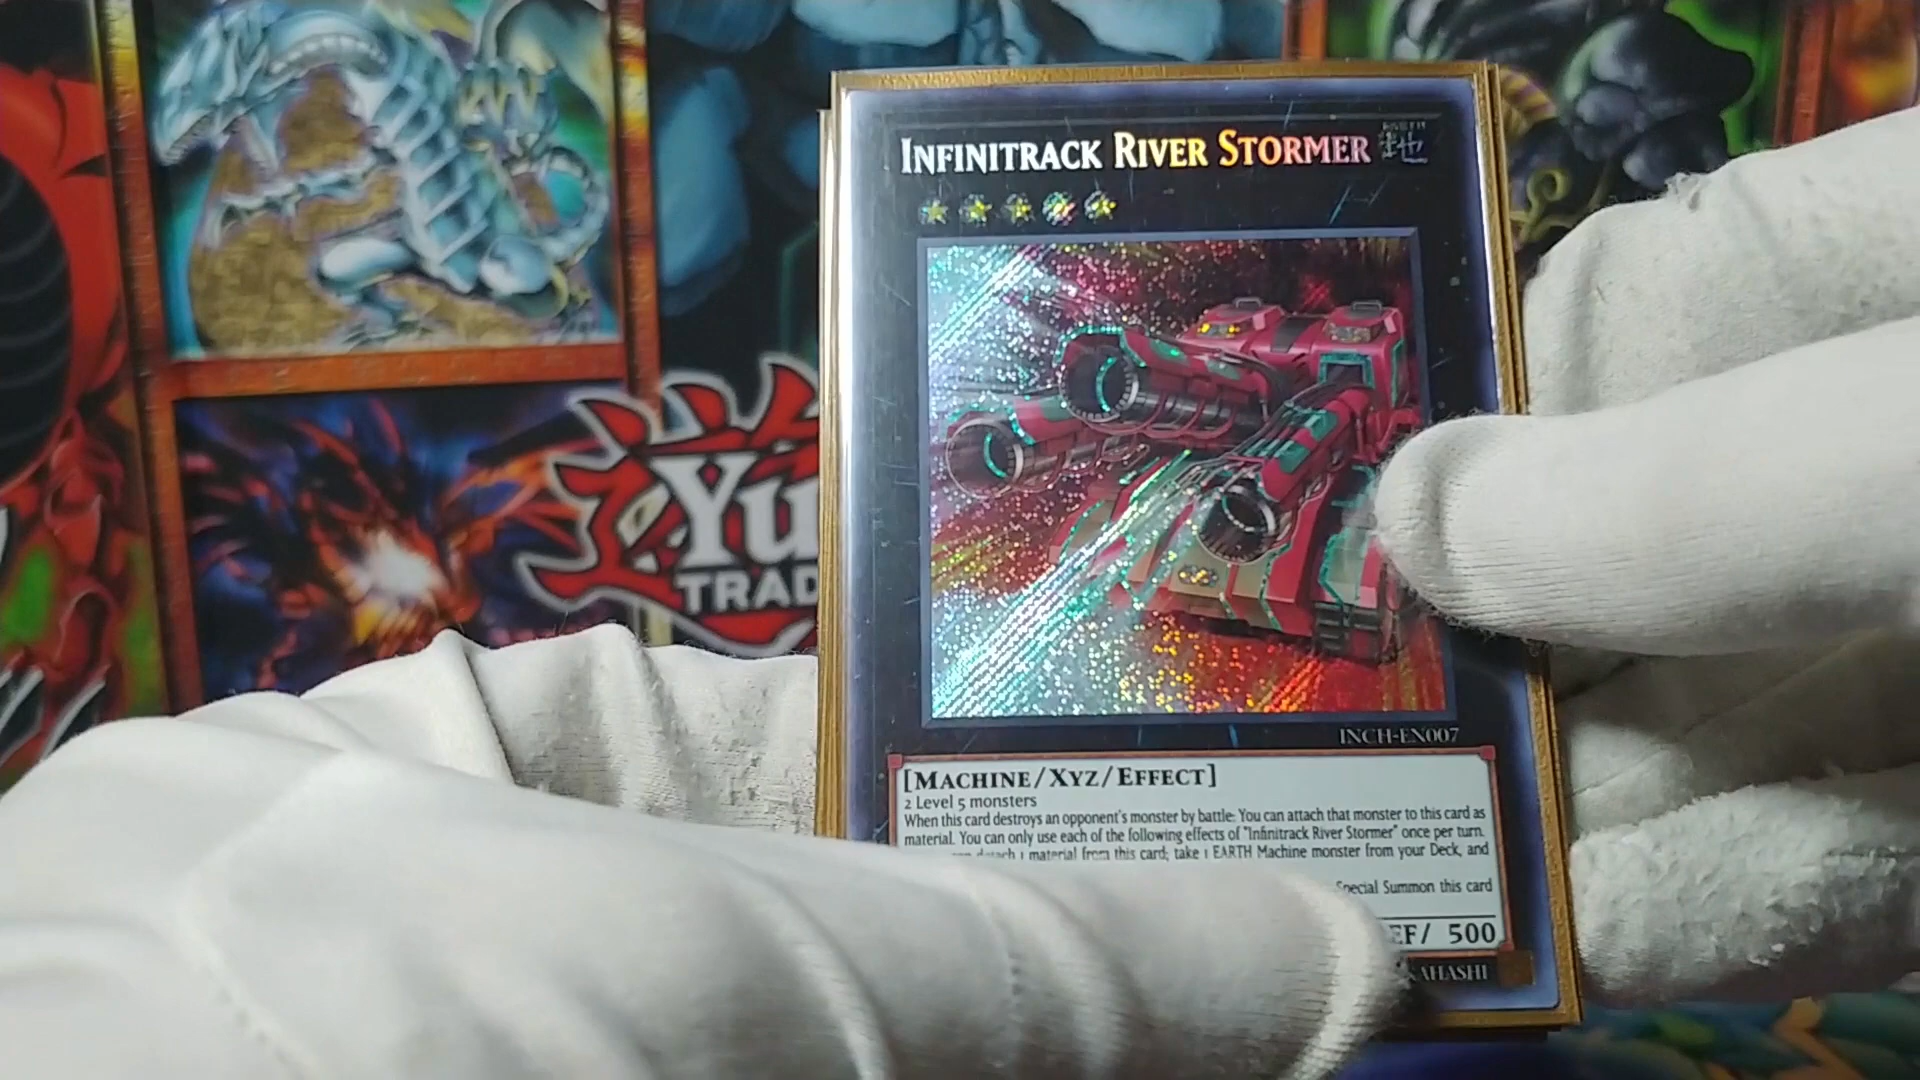 INFINITRACK RIVER STORMER
EARTH
地
Yu
TRAD
INCH-EN007
[MACHINE/XYZ/EFFECT]
2 Level 5 monsters
When this card destroys an opponent's monster by battle: You can attach that monster to this card as
material. You can only use each of the following effects of "Infinitrack River Stormer" once per turn.
detach 1 material from this card; take 1 EARTH Machine monster from your Deck, and
Special Summon this card
EF/ 500
AHASHI